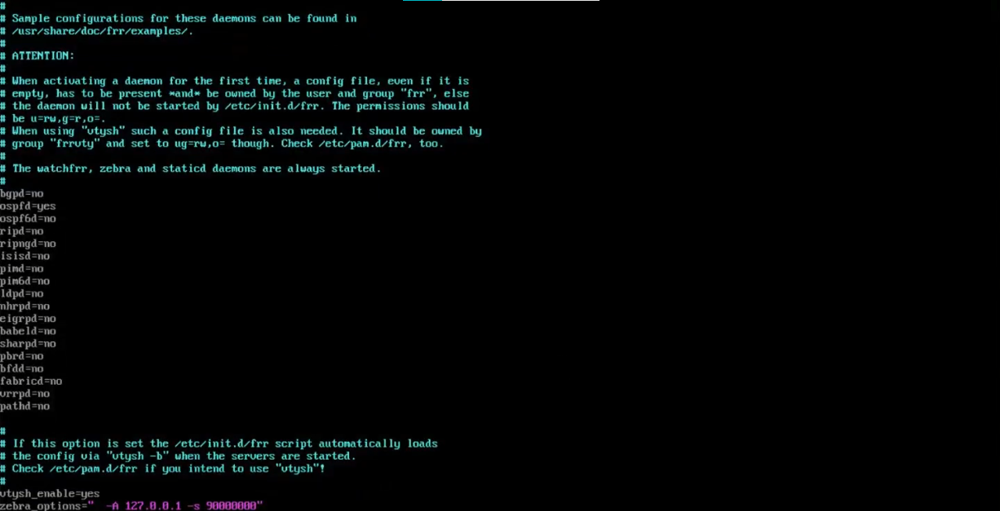 #
# Sample configurations for these daemons can be found in
# /usr/share/doc/frr/examples/.
#
# ATTENTION:
#
# When activating a daemon for the first time, a config file, even if it is
# empty, has to be present *and* be owned by the user and group "frr", else
# the daemon will not be started by /etc/init.d/frr. The permissions should
# be u=rw,g=r,o=.
# When using "vtysh" such a config file is also needed. It should be owned by
# group "frrvty" and set to ug=rw,o= though. Check /etc/pam.d/frr, too.
#
# The watchfrr, zebra and staticd daemons are always started.
#
bgpd=no
ospfd=yes
ospf6d=no
ripd=no
ripngd=no
isisd=no
pimd=no
pim6d=no
ldpd=no
nhrpd=no
eigrpd=no
babeld=no
sharpd=no
pbrd=no
bfdd=no
fabricd=no
vrrpd=no
pathd=no
#
# If this option is set the /etc/init.d/frr script automatically loads
# the config via "vtysh -b" when the servers are started.
# Check /etc/pam.d/frr if you intend to use "vtysh"!
#
vtysh_enable=yes
zebra_options="  -A 127.0.0.1 -s 90000000"